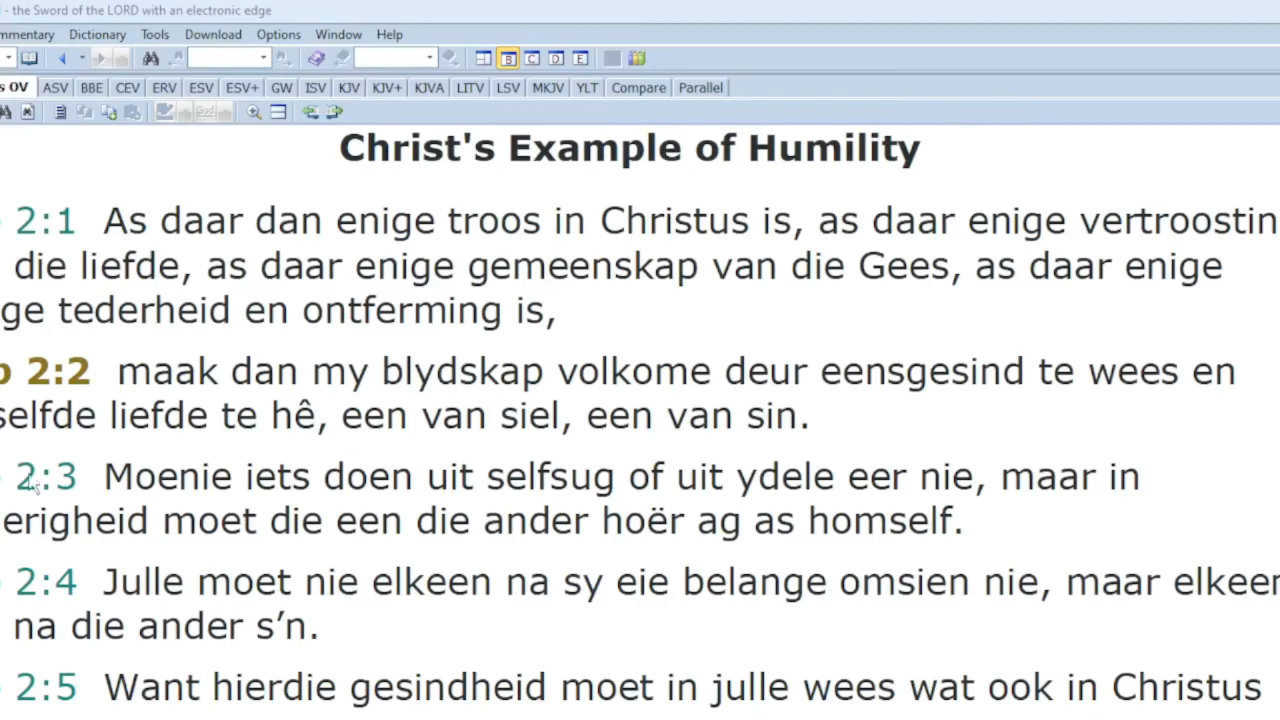 - the Sword of the LORD with an electronic edge
mmentary Dictionary Tools Download Options Window Help
B C D E
s OV ASV BBE CEV ERV ESV ESV+ GW ISV KJV KJV+ KJVA LITV LSV MKJV YLT Compare Parallel
God
Christ's Example of Humility
2:1 As daar dan enige troos in Christus is, as daar enige vertroostin
die liefde, as daar enige gemeenskap van die Gees, as daar enige
ge tederheid en ontferming is,
p 2:2 maak dan my blydskap volkome deur eensgesind te wees en
selfde liefde te hê, een van siel, een van sin.
2:3 Moenie iets doen uit selfsug of uit ydele eer nie, maar in
erigheid moet die een die ander hoër ag as homself.
2:4 Julle moet nie elkeen na sy eie belange omsien nie, maar elkeen
na die ander s’n.
2:5 Want hierdie gesindheid moet in julle wees wat ook in Christus